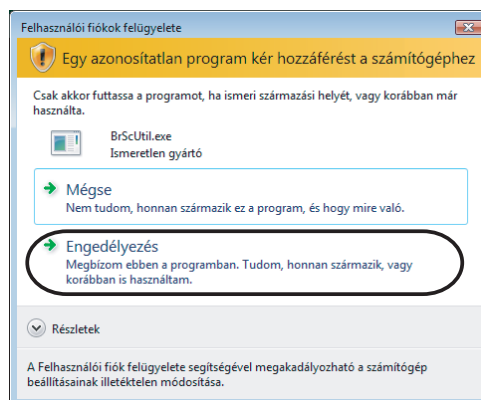 Felhasználói fiókok felügyelete
Egy azonosítatlan program kér hozzáférést a számítógéphez
Csak akkor futtassa a programot, ha ismeri származási helyét, vagy korábban már
használta.
BrScUtil.exe
Ismeretlen gyártó
Mégse
Nem tudom, honnan származik ez a program, és hogy mire való.
Engedélyezés
Megbízom ebben a programban. Tudom, honnan származik, vagy
korábban is használtam.
Részletek
A Felhasználói fiók felügyelete segítségével megakadályozható a számítógép
beállításainak illetéktelen módosítása.